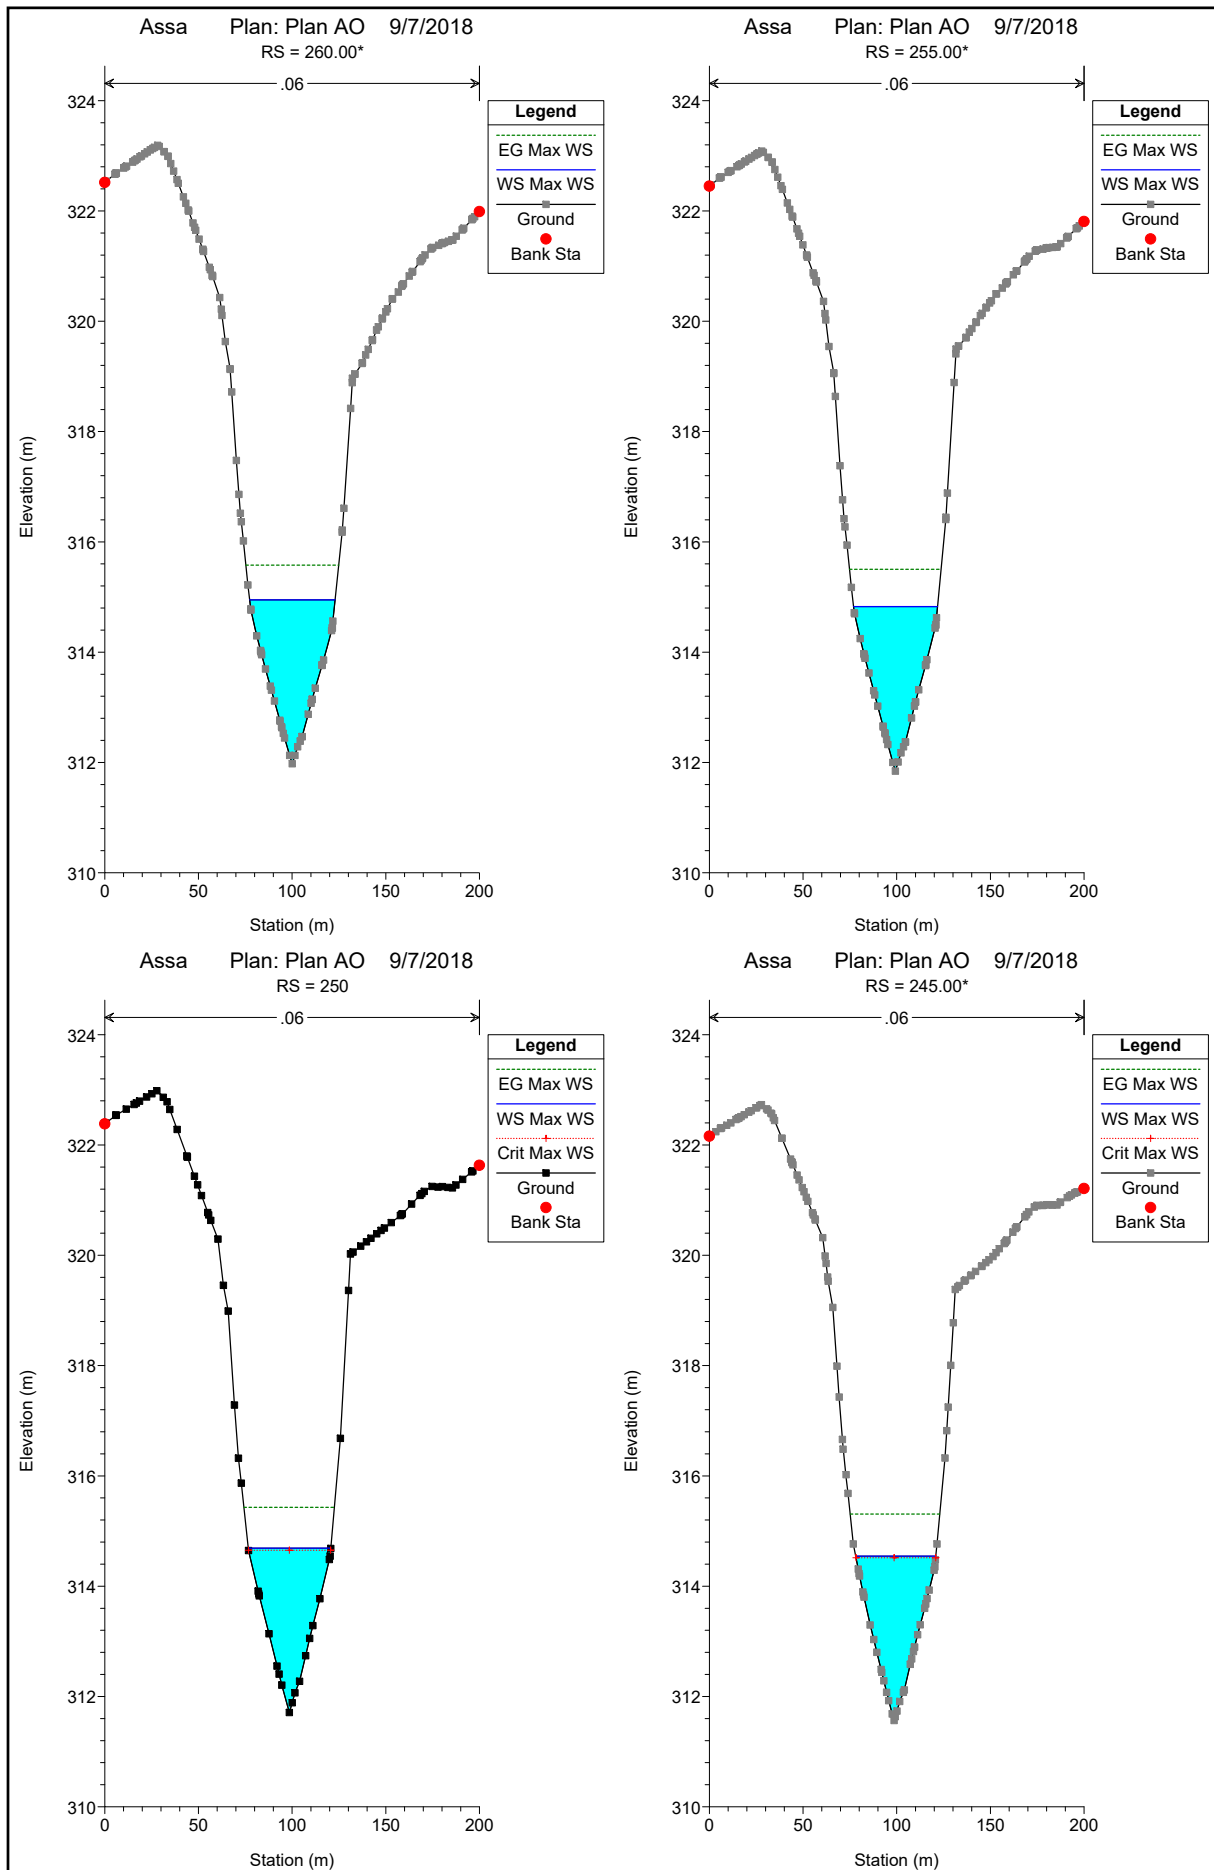 Assa Plan: Plan AO 9/7/2018
RS = 260.00*
.06
Legend
EG Max WS
WS Max WS
Ground
Bank Sta
324
322
320
318
316
314
312
310
0 50 100 150 200
Elevation (m)
Station (m)
Assa Plan: Plan AO 9/7/2018
RS = 255.00*
.06
Legend
EG Max WS
WS Max WS
Ground
Bank Sta
324
322
320
318
316
314
312
310
0 50 100 150 200
Elevation (m)
Station (m)
Assa Plan: Plan AO 9/7/2018
RS = 250
.06
Legend
EG Max WS
WS Max WS
Crit Max WS
Ground
Bank Sta
324
322
320
318
316
314
312
310
0 50 100 150 200
Elevation (m)
Station (m)
Assa Plan: Plan AO 9/7/2018
RS = 245.00*
.06
Legend
EG Max WS
WS Max WS
Crit Max WS
Ground
Bank Sta
324
322
320
318
316
314
312
310
0 50 100 150 200
Elevation (m)
Station (m)